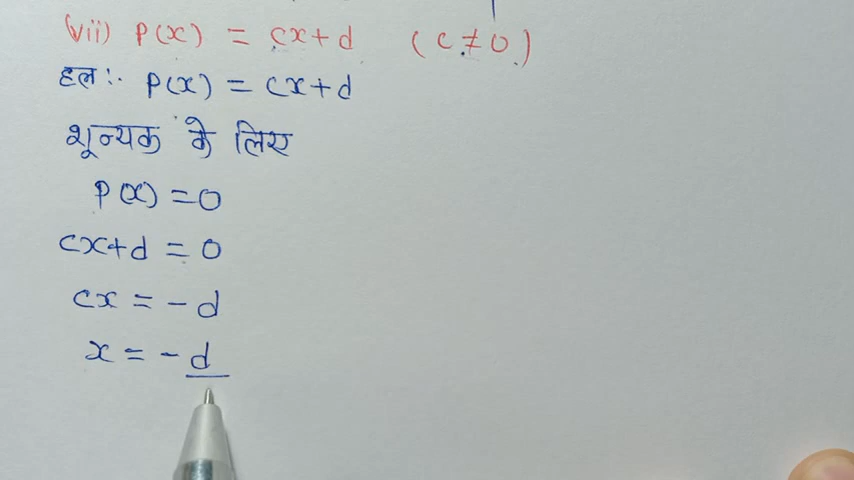 (vii) P(x) = cx+d (c≠0)
हल:- P(x) = cx+d
शून्यक के लिए
P(x) = 0
cx+d = 0
cx = -d
x = -d